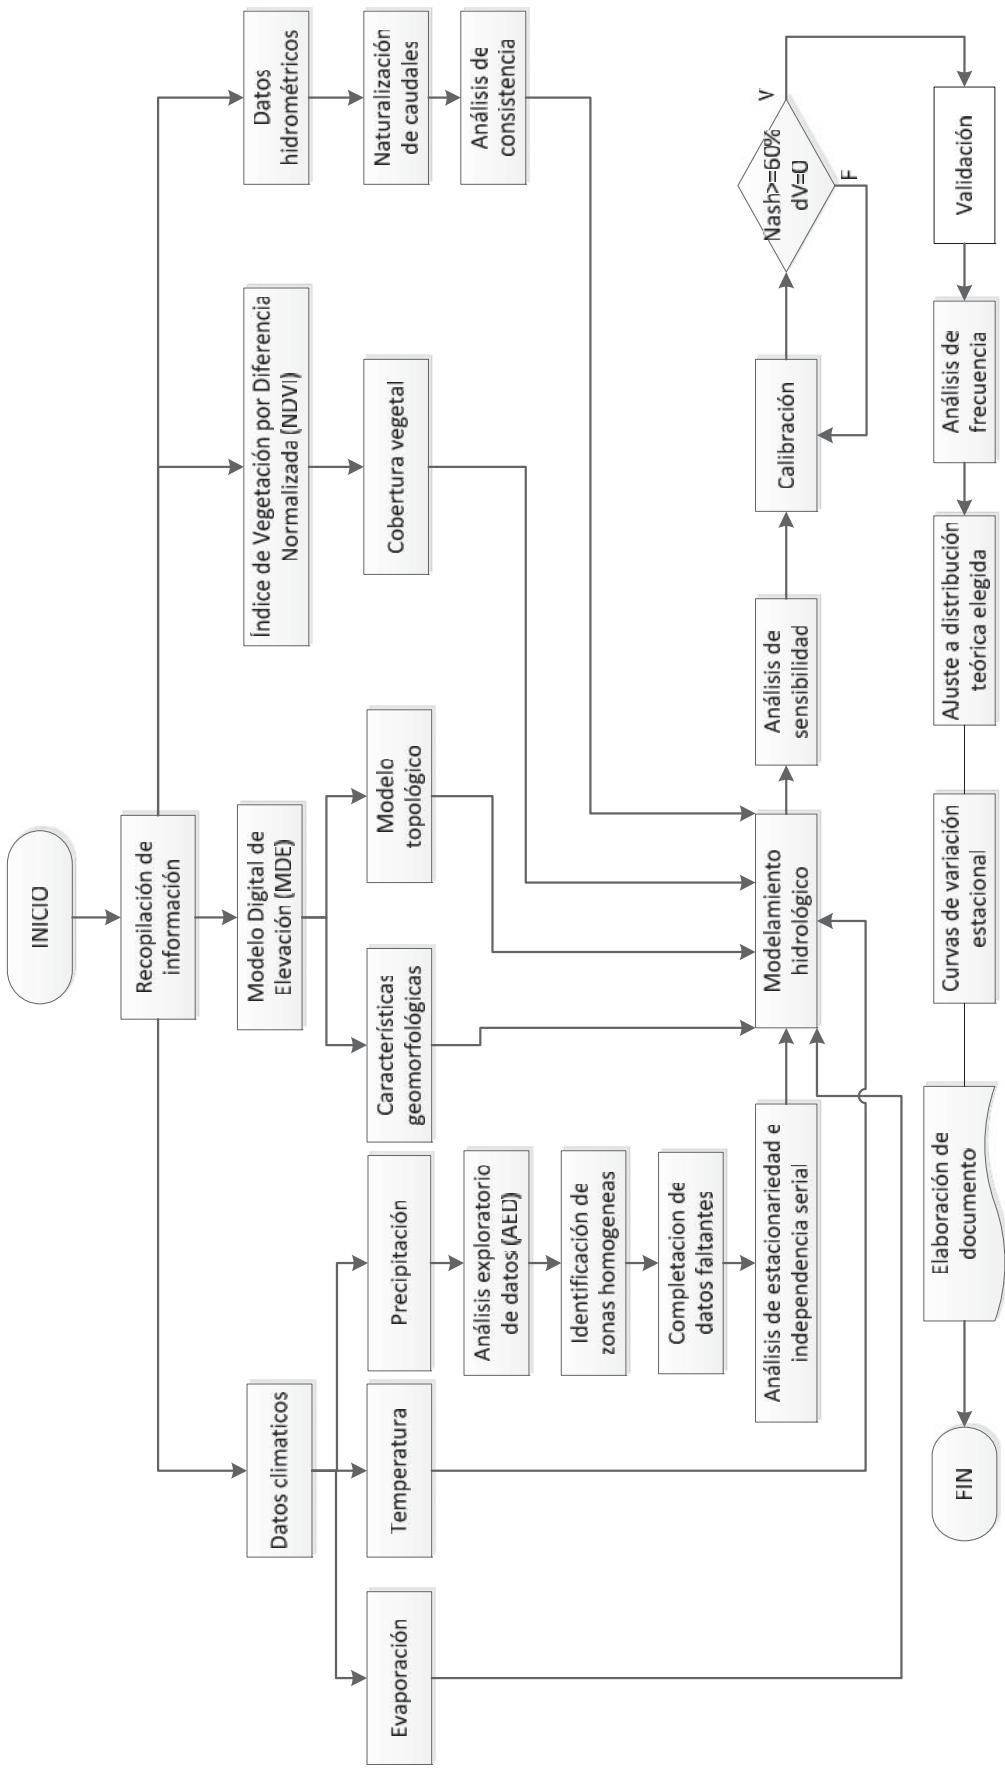 INICIO
Recopilación de
información
Datos climaticos
Modelo Digital de
Elevación (MDE)
Índice de Vegetación por Diferencia
Normalizada (NDVI)
Datos
hidrométricos
Evaporación
Temperatura
Precipitación
Características
geomorfológicas
Modelo
topológico
Cobertura vegetal
Naturalización
de caudales
Análisis exploratorio
de datos (AED)
Análisis de
consistencia
Identificación de
zonas homogeneas
Completacion de
datos faltantes
Análisis de estacionariedad e
independencia serial
Modelamiento
hidrológico
Análisis de
sensibilidad
Calibración
Nash>=60%
dV=0
V
F
Validación
Análisis de
frecuencia
Ajuste a distribución
teórica elegida
Curvas de variación
estacional
Elaboración de
documento
FIN